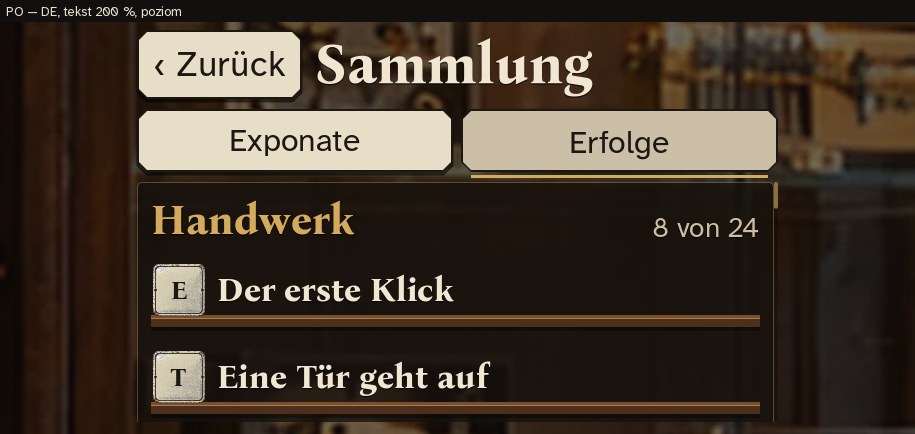 PO — DE, tekst 200 %, poziom
‹ Zurück Sammlung
Exponate Erfolge
Handwerk 8 von 24
E Der erste Klick
T Eine Tür geht auf